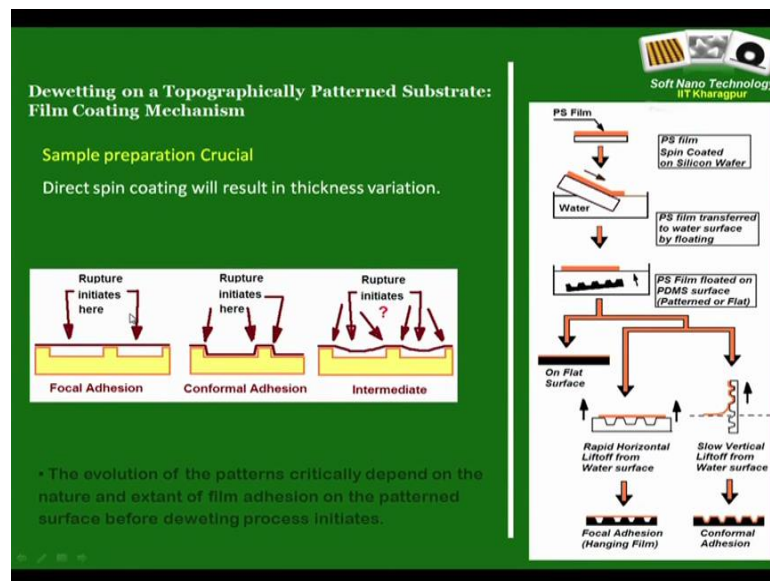 Soft Nano Technology
IIT Kharagpur
Dewetting on a Topographically Patterned Substrate:
Film Coating Mechanism
Sample preparation Crucial
Direct spin coating will result in thickness variation.
Rupture
initiates
here
Focal Adhesion
Rupture
initiates
here
Conformal Adhesion
Rupture
initiates
?
Intermediate
• The evolution of the patterns critically depend on the
nature and extant of film adhesion on the patterned
surface before deweting process initiates.
PS Film
PS film
Spin Coated
on Silicon Wafer
Water
PS film transferred
to water surface
by floating
PS Film floated on
PDMS surface
(Patterned or Flat)
On Flat
Surface
Rapid Horizontal
Liftoff from
Water surface
Slow Vertical
Liftoff from
Water surface
Focal Adhesion
(Hanging Film)
Conformal
Adhesion